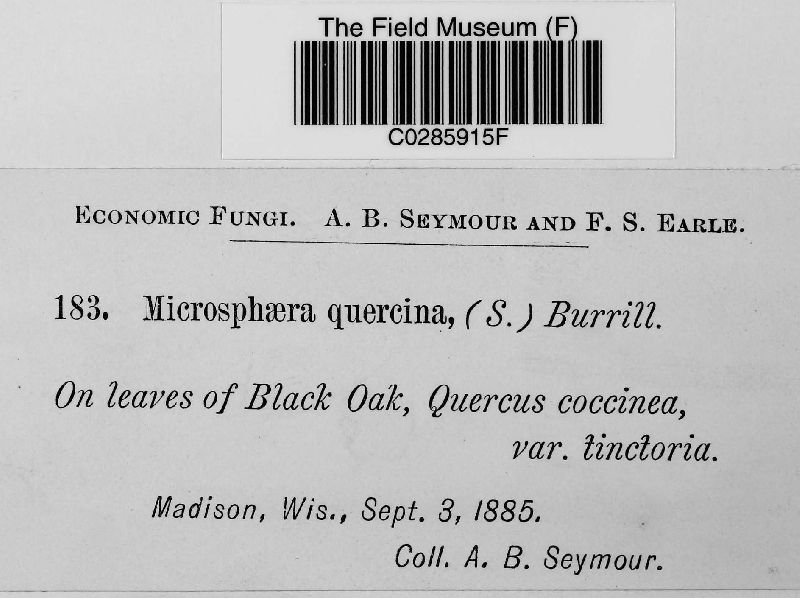 The Field Museum (F)
C0285915F
Economic Fungi. A. B. Seymour and F. S. Earle.
183. Microsphæra quercina, (S.) Burrill.
On leaves of Black Oak, Quercus coccinea,
var. tinctoria.
Madison, Wis., Sept. 3, 1885.
Coll. A. B. Seymour.